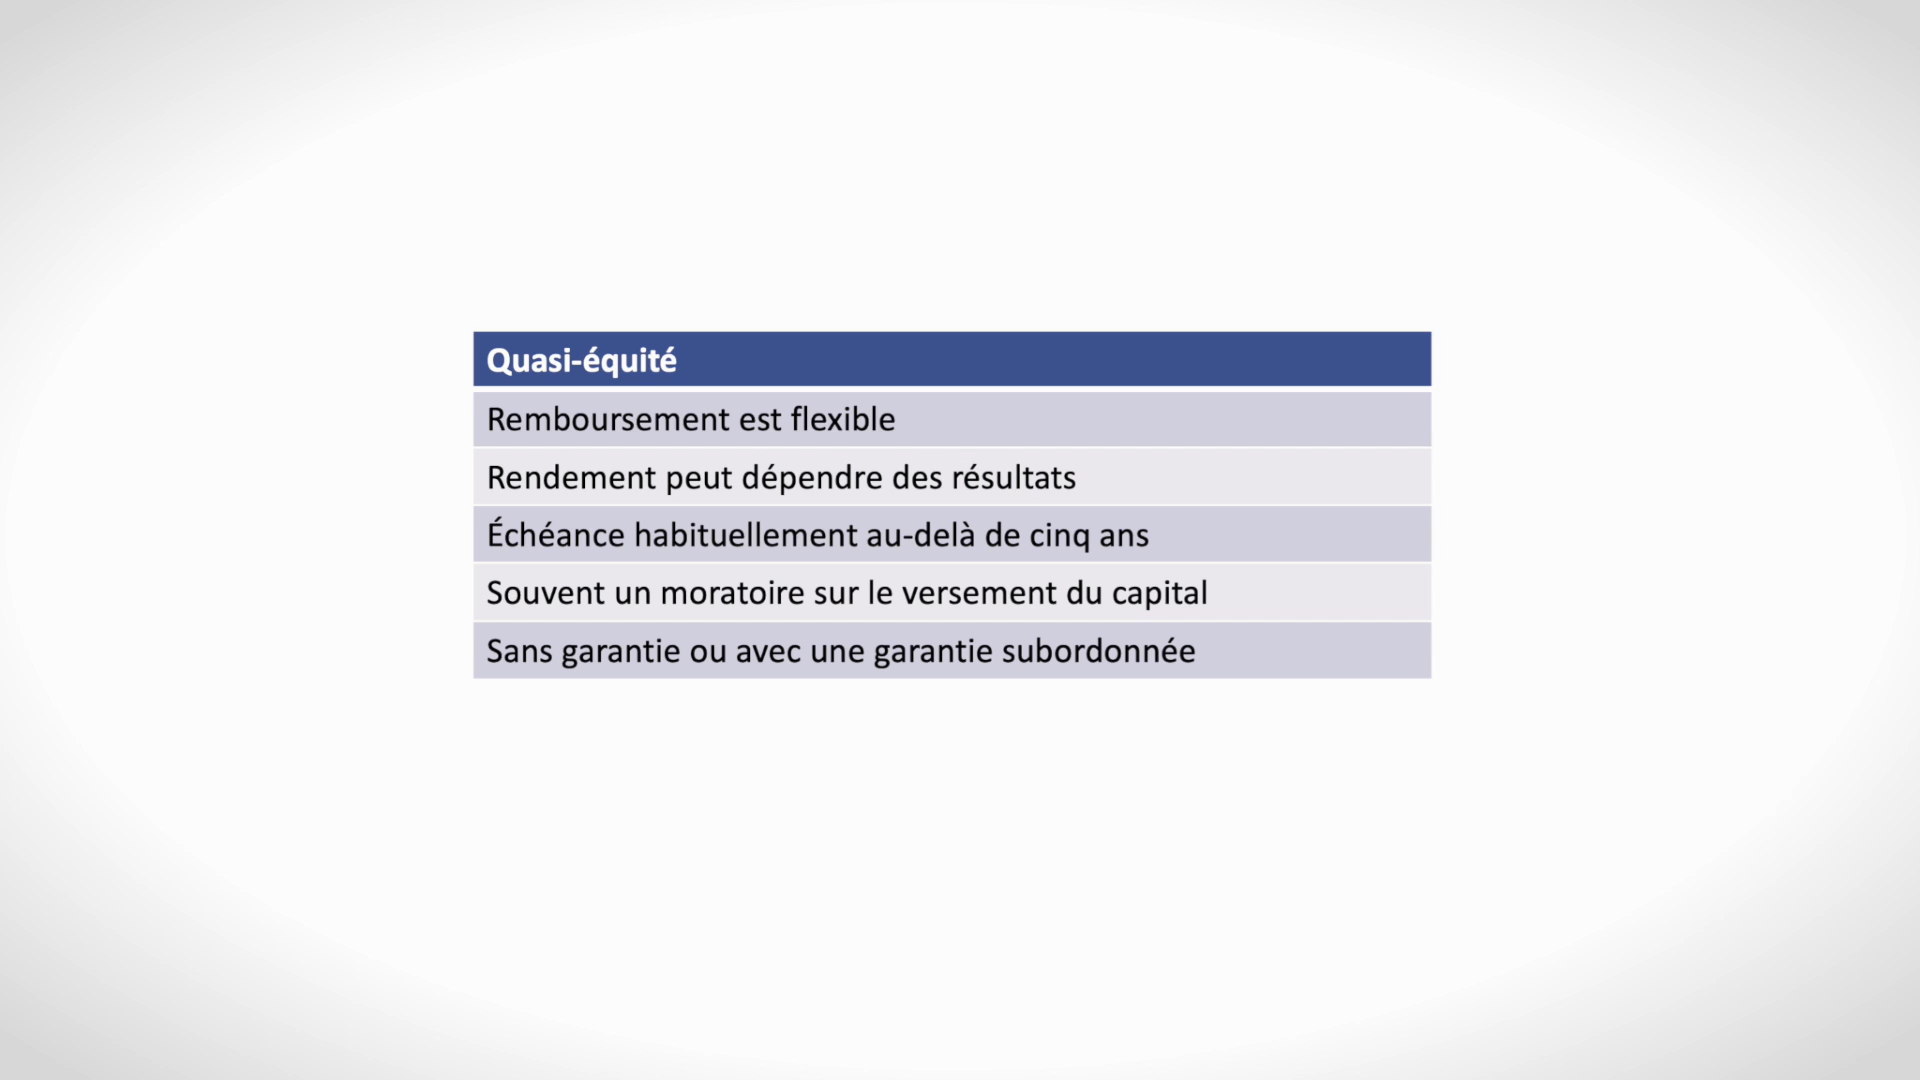 Quasi-équité
Remboursement est flexible
Rendement peut dépendre des résultats
Échéance habituellement au-delà de cinq ans
Souvent un moratoire sur le versement du capital
Sans garantie ou avec une garantie subordonnée